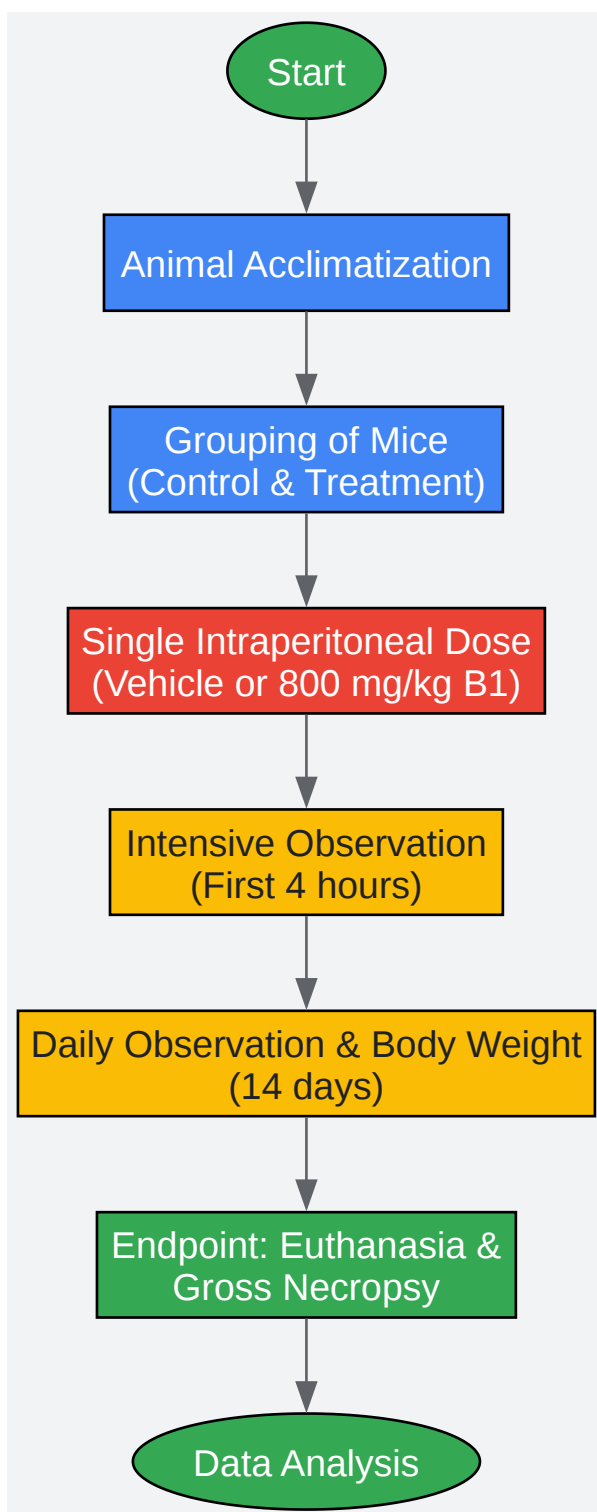 Start
Animal Acclimatization
Grouping of Mice
(Control & Treatment)
Single Intraperitoneal Dose
(Vehicle or 800 mg/kg B1)
Intensive Observation
(First 4 hours)
Daily Observation & Body Weight
(14 days)
Endpoint: Euthanasia &
Gross Necropsy
Data Analysis